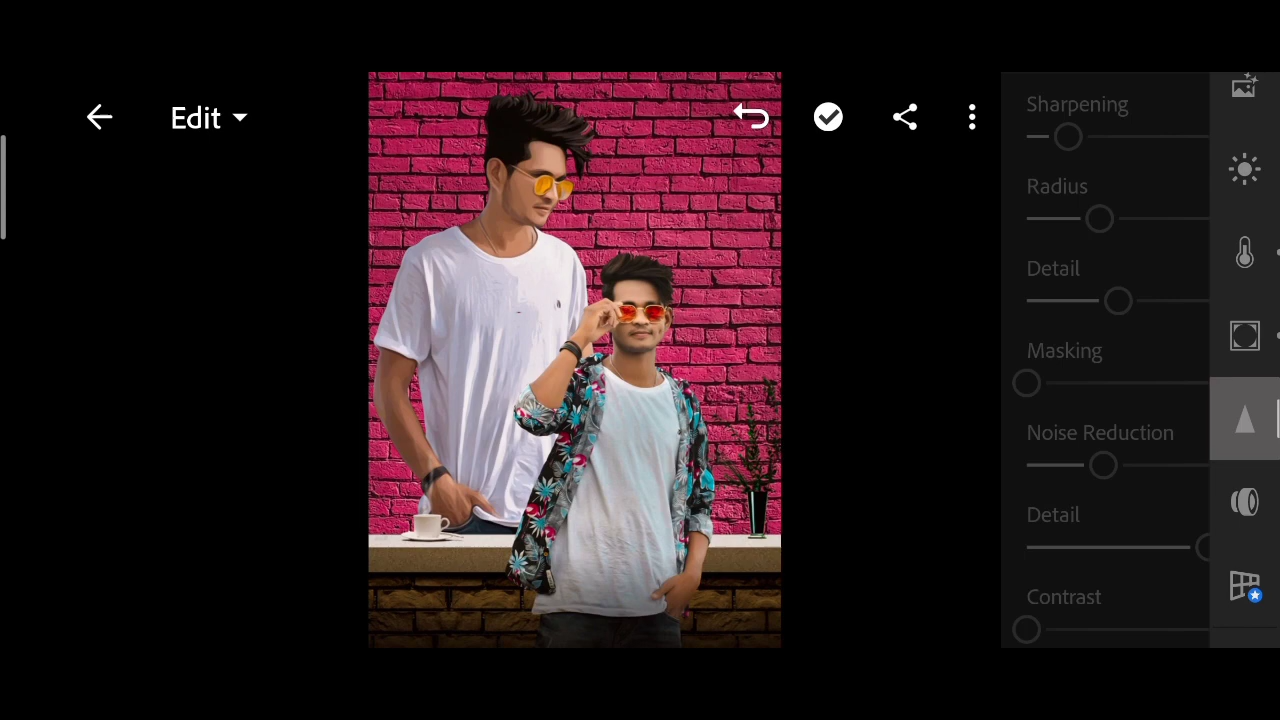 Edit
Sharpening
Radius
Detail
Masking
Noise Reduction
Detail
Contrast